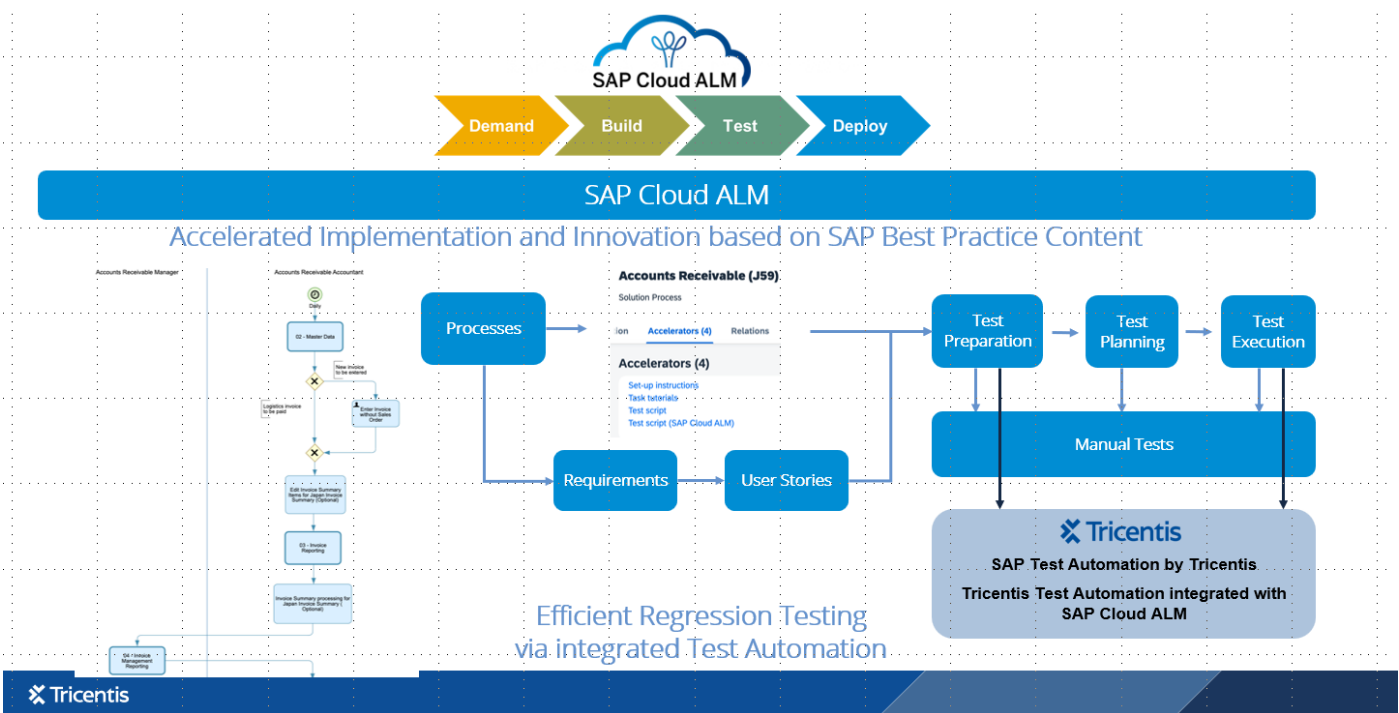 SAP Cloud ALM
Demand
Build
Test
Deploy
SAP Cloud ALM
Accelerated Implementation and Innovation based on SAP Best Practice Content
Accounts Receivable Manager
Accounts Receivable Accountant
Daily
02 - Master Data
New Invoice
to be entered
Logistics Invoice
to be paid
Enter Invoice
without Sales
Order
Edit Invoice Summary
Items for Japan Invoice
Summary (Optional)
03 - Invoice
Reporting
Invoice Summary processing for
Japan Invoice Summary (
Optional)
04 - Invoice
Management
Reporting
Processes
Accounts Receivable (J59)
Solution Process
ion
Accelerators (4)
Relations
Accelerators (4)
Set-up instructions
Task tutorials
Test script
Test script (SAP Cloud ALM)
Requirements
User Stories
Test
Preparation
Test
Planning
Test
Execution
Manual Tests
Tricentis
SAP Test Automation by Tricentis
Tricentis Test Automation integrated with
SAP Cloud ALM
Efficient Regression Testing
via integrated Test Automation
Tricentis